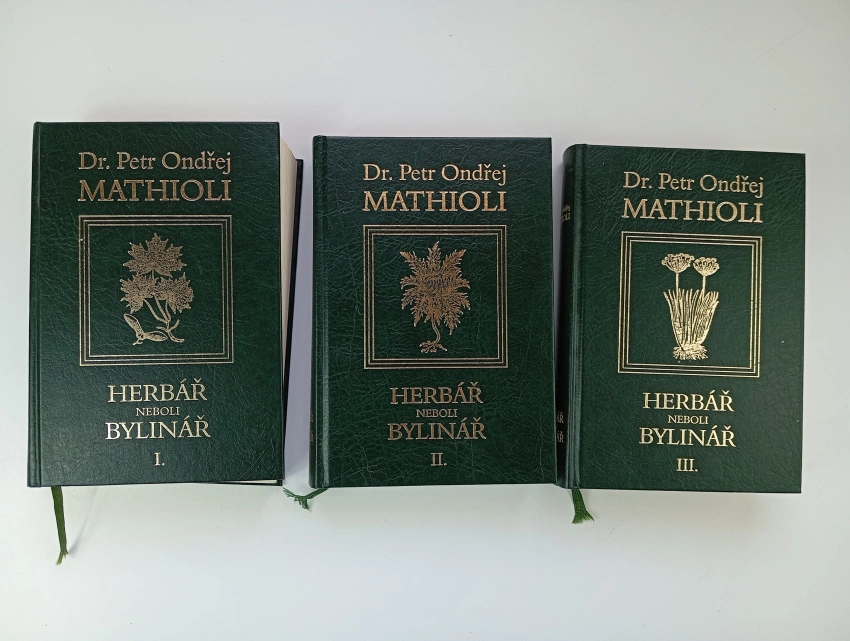 Dr. Petr Ondřej
MATHIOLI
HERBÁŘ
NEBOLI
BYLINÁŘ
I.
Dr. Petr Ondřej
MATHIOLI
HERBÁŘ
NEBOLI
BYLINÁŘ
II.
Dr. Petr Ondřej
MATHIOLI
HERBÁŘ
NEBOLI
BYLINÁŘ
III.